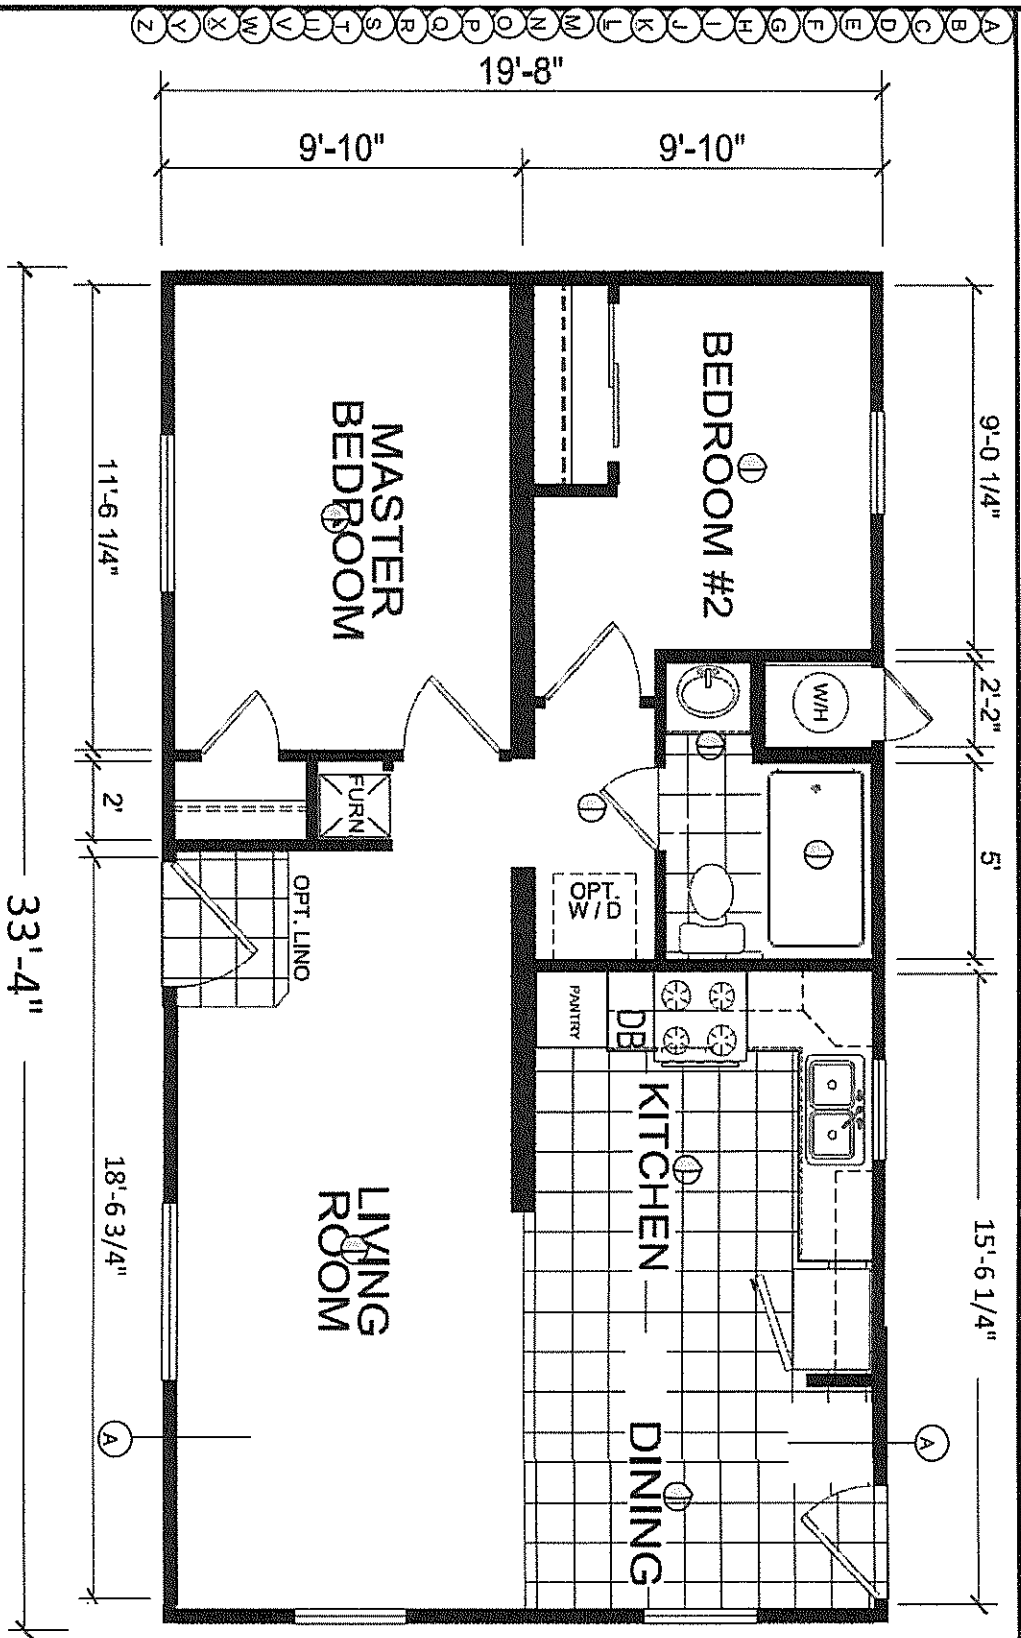 A B C D E F G H I J K L M N O P Q R S T U V W X Y Z
9'-0 1/4"
2'-2"
5'
15'-6 1/4"
19'-8"
9'-10"
9'-10"
BEDROOM #2
W/H
OPT.
W / D
PANTRY
DB
KITCHEN
DINING
A
MASTER
BEDROOM
FURN
OPT. LINO
LIVING
ROOM
A
11'-6 1/4"
2'
18'-6 3/4"
33'-4"